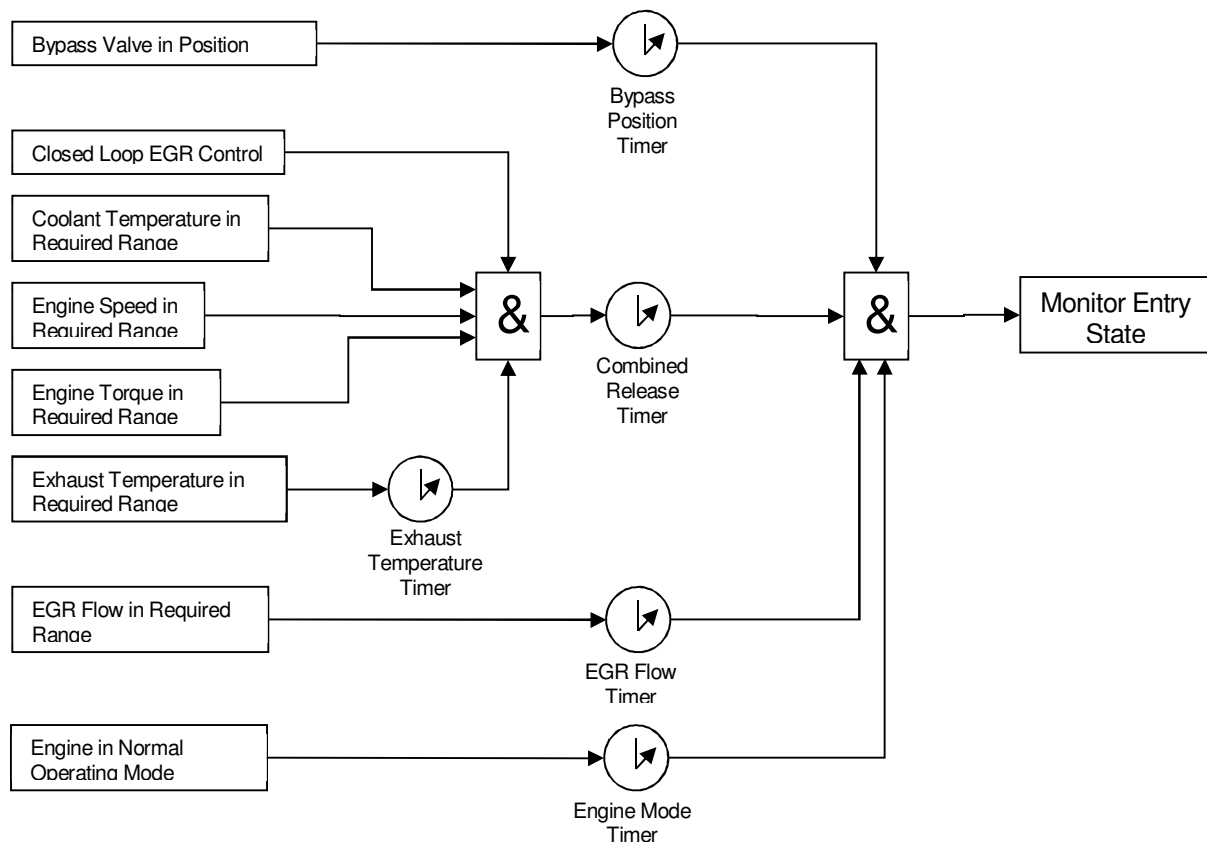 Bypass Valve in Position
Bypass
Position
Timer
Closed Loop EGR Control
Coolant Temperature in
Required Range
Engine Speed in
Required Range
&
Combined
Release
Timer
&
Monitor Entry
State
Engine Torque in
Required Range
Exhaust Temperature in
Required Range
Exhaust
Temperature
Timer
EGR Flow in Required
Range
EGR Flow
Timer
Engine in Normal
Operating Mode
Engine Mode
Timer